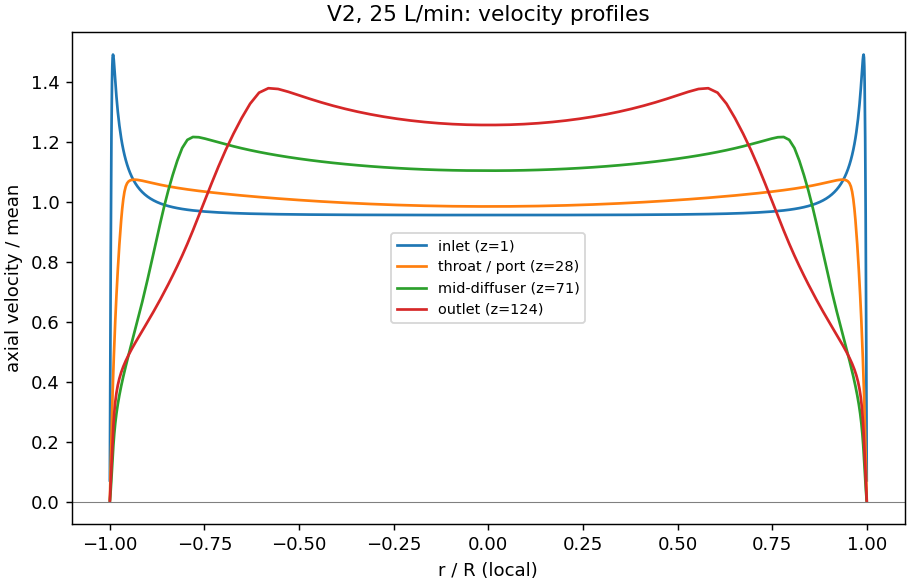 V2, 25 L/min: velocity profiles
axial velocity / mean
1.4
1.2
1.0
0.8
0.6
0.4
0.2
0.0
inlet (z=1)
throat / port (z=28)
mid-diffuser (z=71)
outlet (z=124)
−1.00 −0.75 −0.50 −0.25 0.00 0.25 0.50 0.75 1.00
r / R (local)